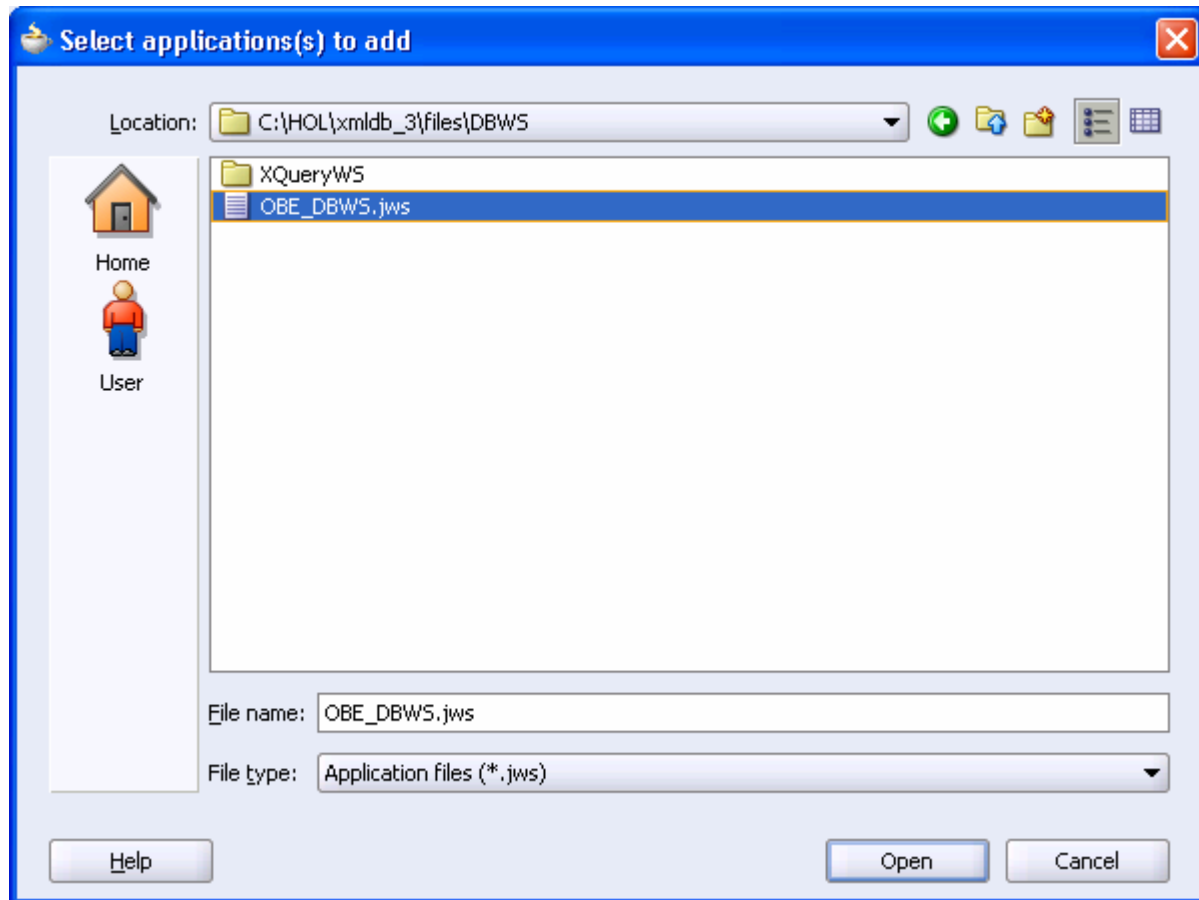 Select applications(s) to add
Location: C:\HOL\xmldb_3\files\DBWS
XQueryWS
OBE_DBWS.jws
Home
User
File name: OBE_DBWS.jws
File type: Application files (*.jws)
Help Open Cancel